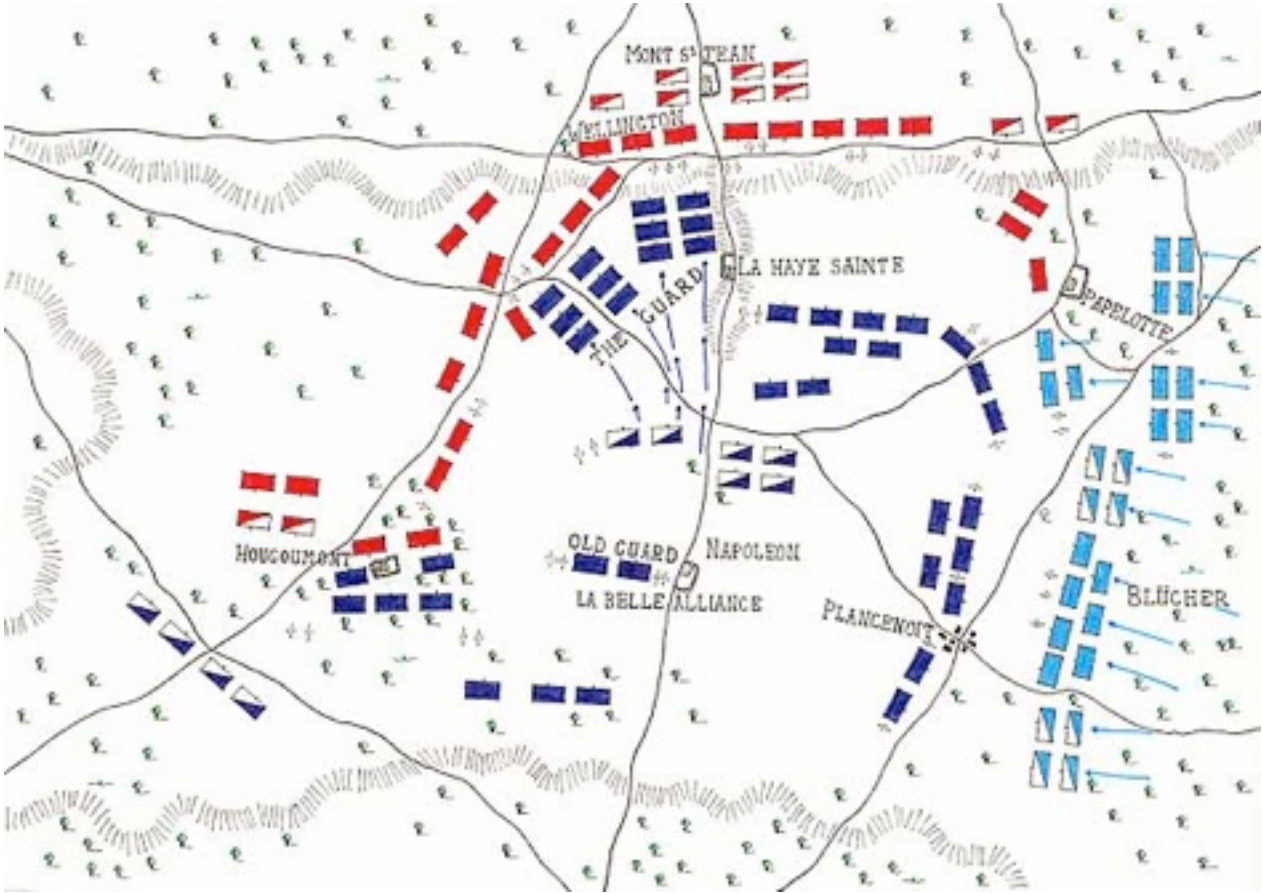 MONT St JEAN
WELLINGTON
LA HAYE SAINTE
THE GUARD
PAPELOTTE
HOUGOUMONT
OLD GUARD
NAPOLEON
LA BELLE ALLIANCE
PLANCENOIT
BLÜCHER